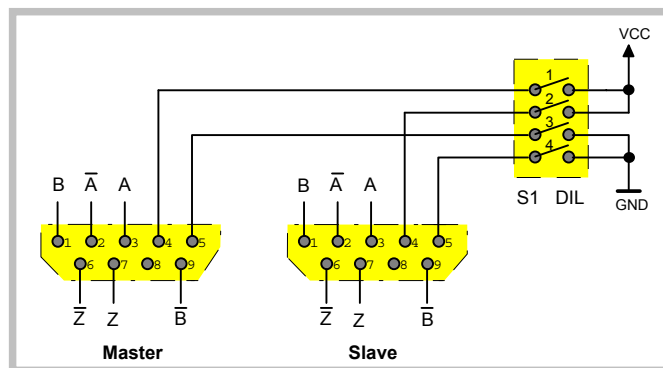 VCC
1
2
3
4
S1 DIL
GND
B A̅ A
B A̅ A
1 2 3 4 5
1 2 3 4 5
6 7 8 9
6 7 8 9
Z̅ Z B̅
Z̅ Z B̅
Master
Slave